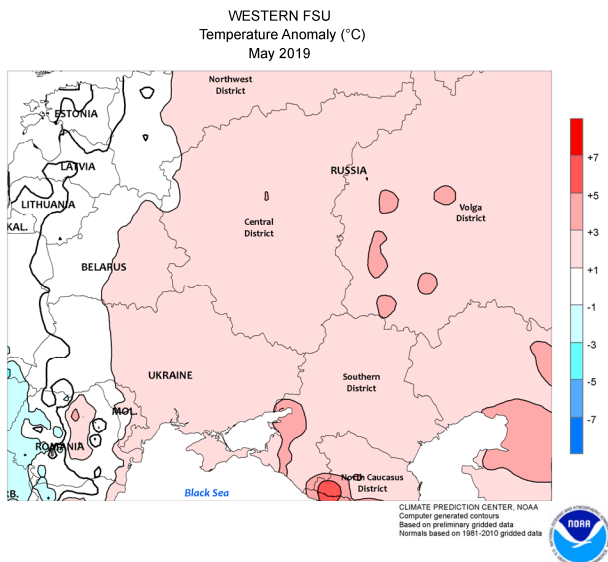 WESTERN FSU
Temperature Anomaly (°C)
May 2019
Northwest
District
ESTONIA
LATVIA
RUSSIA
LITHUANIA
KAL.
Volga
District
Central
District
BELARUS
UKRAINE
Southern
District
MOL.
ROMANIA
North Caucasus
District
RB.
Black Sea
+7
+5
+3
+1
-1
-3
-5
-7
CLIMATE PREDICTION CENTER, NOAA
Computer generated contours
Based on preliminary gridded data
Normals based on 1981-2010 gridded data
NOAA